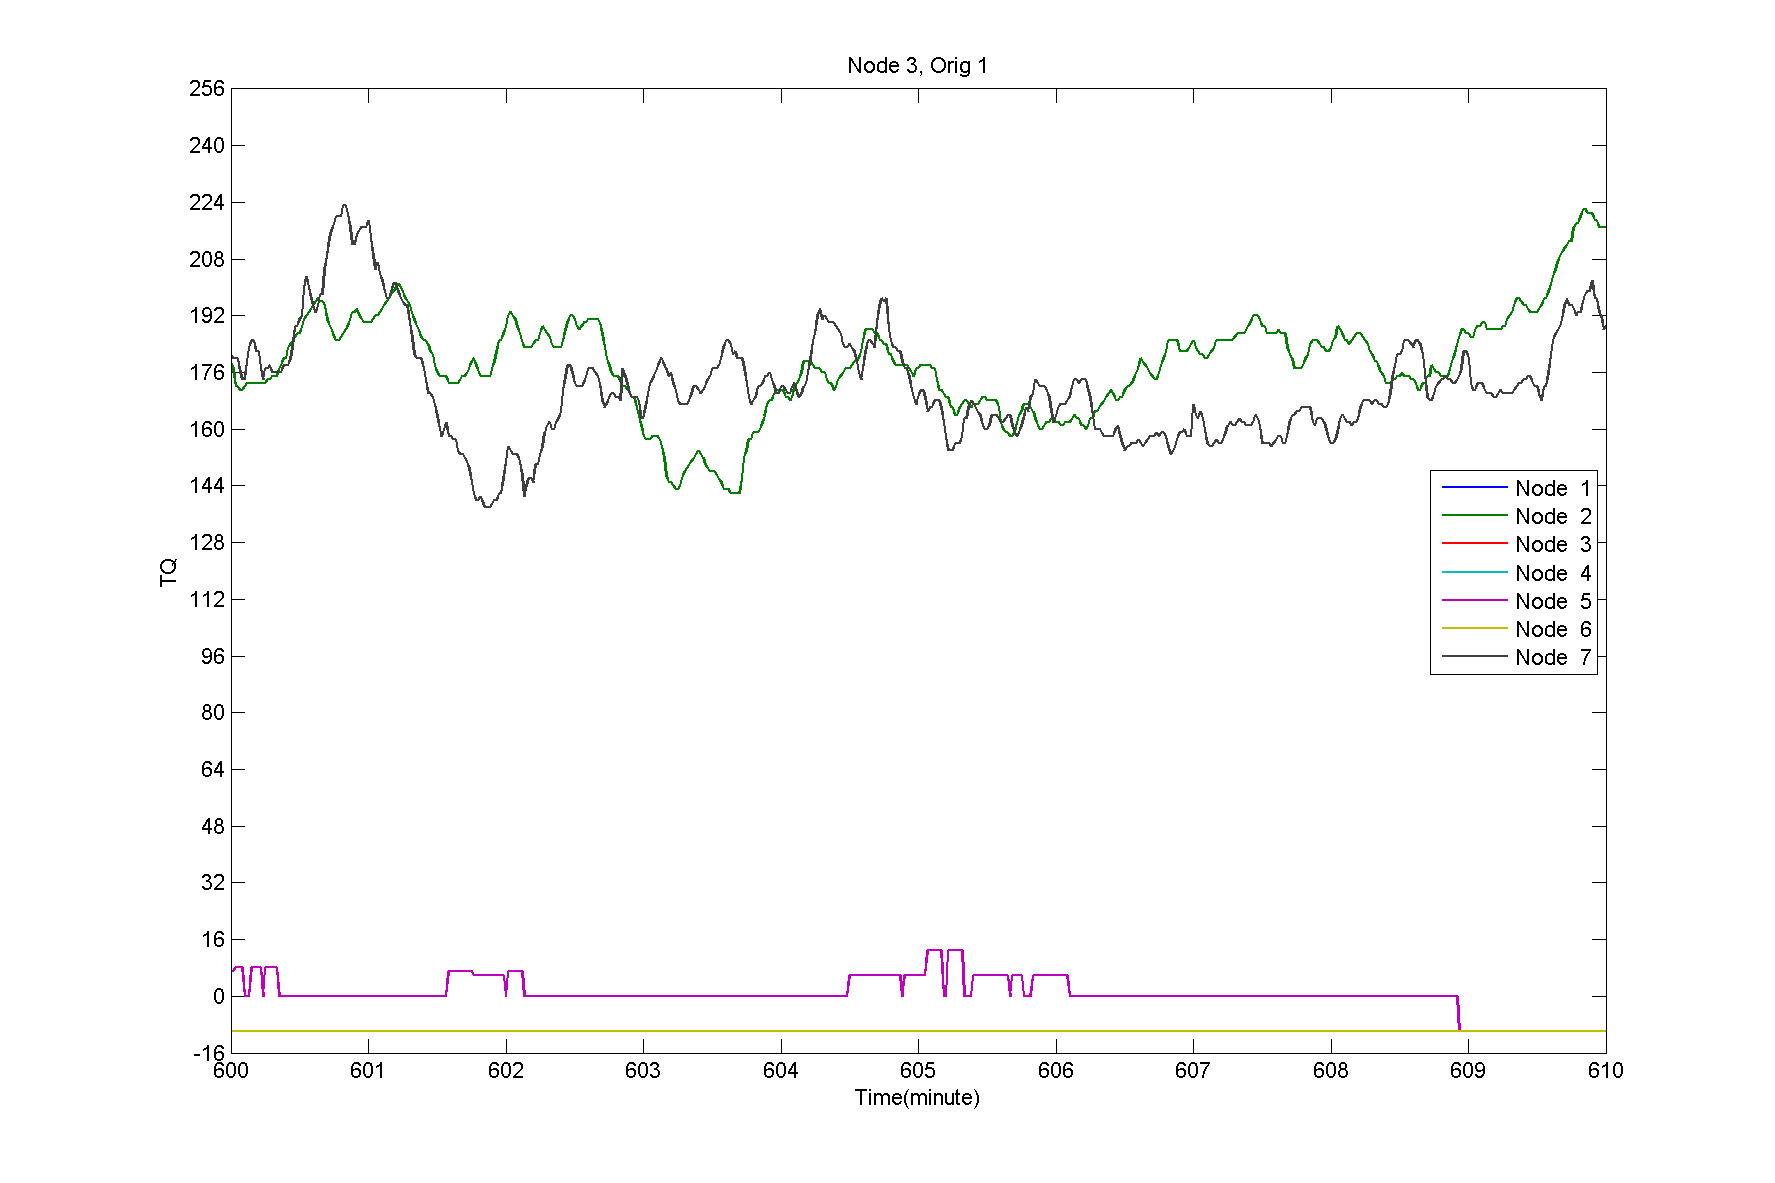 Node 3, Orig 1
256
240
224
208
192
176
160
144
128
112
96
80
64
48
32
16
0
-16
TQ
Node 1
Node 2
Node 3
Node 4
Node 5
Node 6
Node 7
600 601 602 603 604 605 606 607 608 609 610
Time(minute)